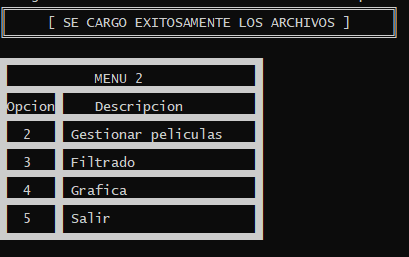 [ SE CARGO EXITOSAMENTE LOS ARCHIVOS ]
MENU 2
Opcion Descripcion
2 Gestionar peliculas
3 Filtrado
4 Grafica
5 Salir